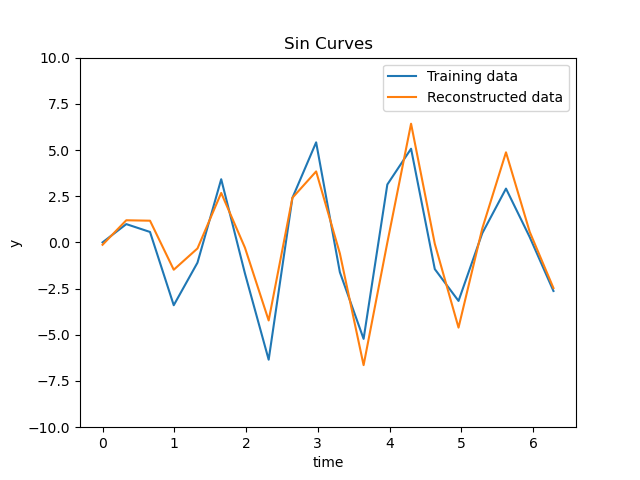 Sin Curves
Training data
Reconstructed data
10.0
7.5
5.0
2.5
0.0
−2.5
−5.0
−7.5
−10.0
y
0 1 2 3 4 5 6
time